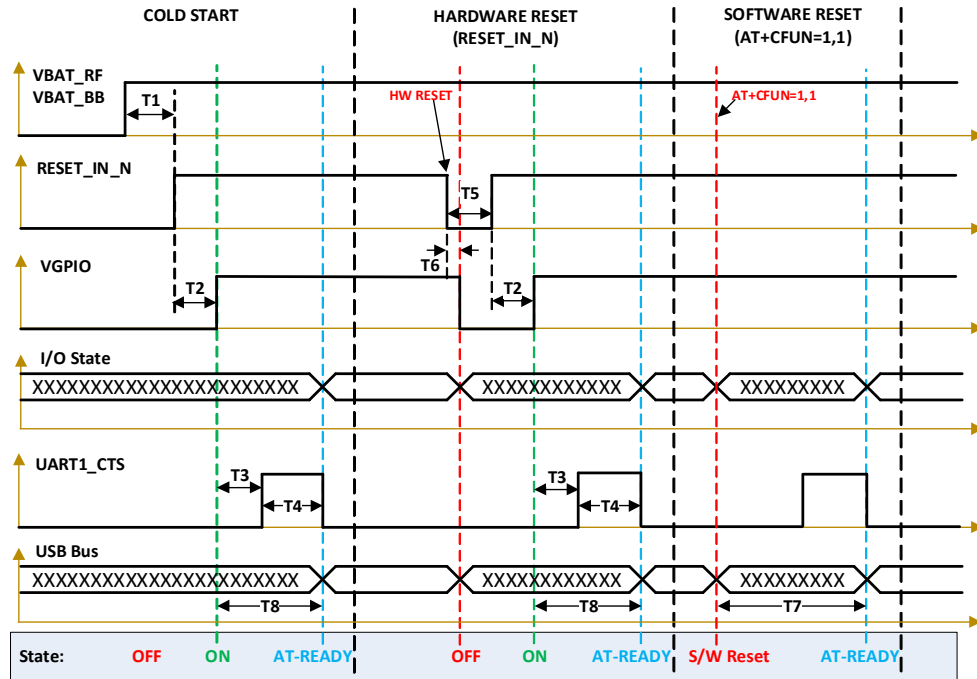 COLD START
HARDWARE RESET
(RESET_IN_N)
SOFTWARE RESET
(AT+CFUN=1,1)
VBAT_RF
VBAT_BB
T1
HW RESET
AT+CFUN=1,1
RESET_IN_N
T5
T6
VGPIO
T2
T2
I/O State
XXXXXXXXXXXXXXXXXXXXXXX
XXXXXXXXXXXX
XXXXXXXXX
UART1_CTS
T3
T4
T3
T4
USB Bus
XXXXXXXXXXXXXXXXXXXXXXX
XXXXXXXXXXXX
XXXXXXXXX
T8
T8
T7
State: OFF ON AT-READY OFF ON AT-READY S/W Reset AT-READY